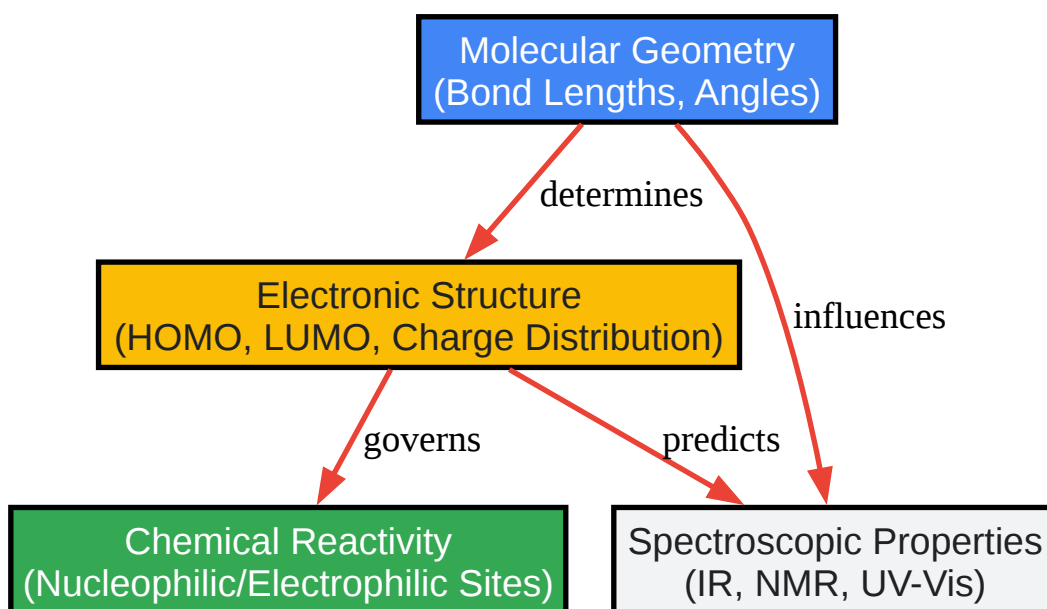 Molecular Geometry
(Bond Lengths, Angles)
determines
Electronic Structure
(HOMO, LUMO, Charge Distribution)
influences
governs
predicts
Chemical Reactivity
(Nucleophilic/Electrophilic Sites)
Spectroscopic Properties
(IR, NMR, UV-Vis)